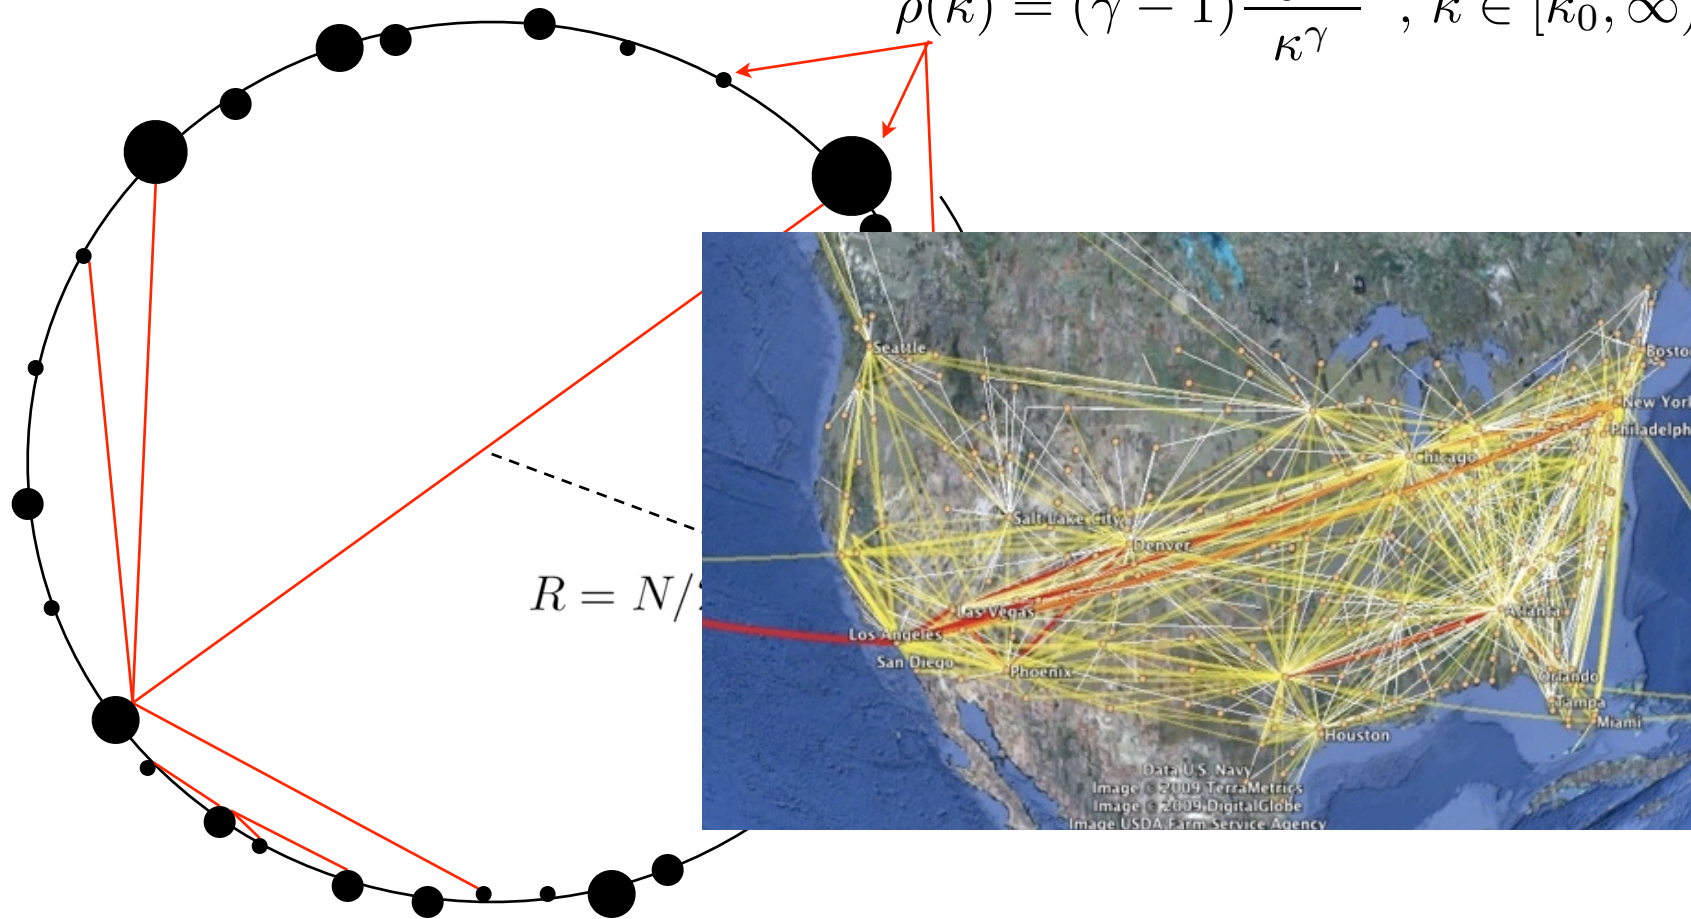 ρ(κ) = (γ − 1) κ^γ , κ ∈ [κ₀, ∞)
R = N/
Seattle
Bosto
New York
Philadelph
Chicago
Salt Lake City
Denver
Las Vegas
Los Angeles
Atlanta
San Diego
Phoenix
Orlando
Tampa
Miami
Houston
Data U.S. Navy
Image © 2009 TerraMetrics
Image © 2009 DigitalGlobe
Image USDA Farm Service Agency